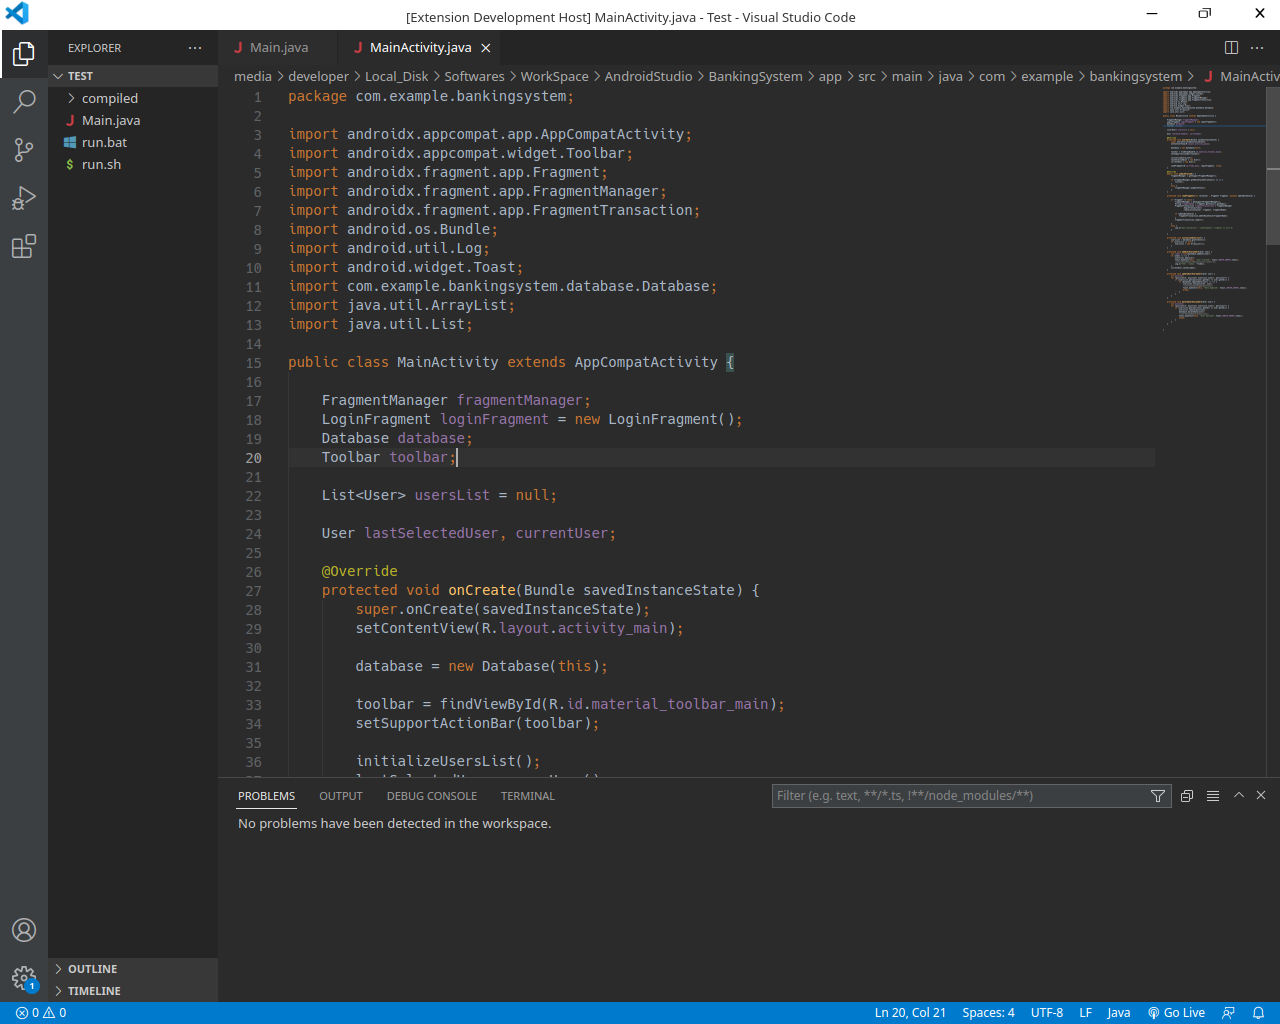 [Extension Development Host] MainActivity.java - Test - Visual Studio Code
EXPLORER
Main.java
MainActivity.java
TEST
compiled
Main.java
run.bat
run.sh
media > developer > Local_Disk > Softwares > WorkSpace > AndroidStudio > BankingSystem > app > src > main > java > com > example > bankingsystem > MainActiv
1 package com.example.bankingsystem;
2
3 import androidx.appcompat.app.AppCompatActivity;
4 import androidx.appcompat.widget.Toolbar;
5 import androidx.fragment.app.Fragment;
6 import androidx.fragment.app.FragmentManager;
7 import androidx.fragment.app.FragmentTransaction;
8 import android.os.Bundle;
9 import android.util.Log;
10 import android.widget.Toast;
11 import com.example.bankingsystem.database.Database;
12 import java.util.ArrayList;
13 import java.util.List;
14
15 public class MainActivity extends AppCompatActivity {
16
17 FragmentManager fragmentManager;
18 LoginFragment loginFragment = new LoginFragment();
19 Database database;
20 Toolbar toolbar;
21
22 List<User> usersList = null;
23
24 User lastSelectedUser, currentUser;
25
26 @Override
27 protected void onCreate(Bundle savedInstanceState) {
28 super.onCreate(savedInstanceState);
29 setContentView(R.layout.activity_main);
30
31 database = new Database(this);
32
33 toolbar = findViewById(R.id.material_toolbar_main);
34 setSupportActionBar(toolbar);
35
36 initializeUsersList();
PROBLEMS
OUTPUT
DEBUG CONSOLE
TERMINAL
Filter (e.g. text, **/*.ts, !**/node_modules/**)
No problems have been detected in the workspace.
OUTLINE
TIMELINE
1
0 0
Ln 20, Col 21
Spaces: 4
UTF-8
LF
Java
Go Live